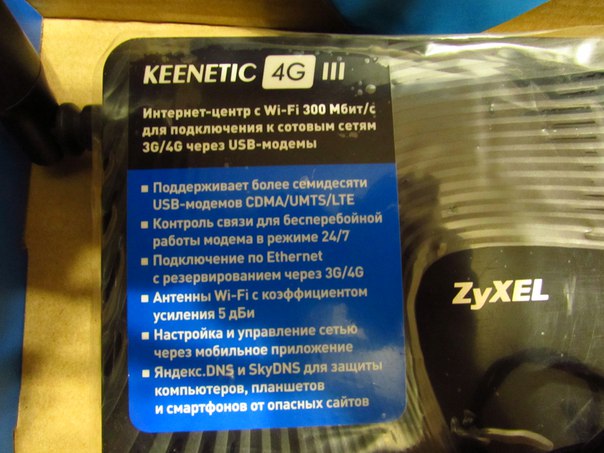 KEENETIC 4G III
Интернет-центр с Wi-Fi 300 Мбит/с
для подключения к сотовым сетям
3G/4G через USB-модемы
▪ Поддерживает более семидесяти
USB-модемов CDMA/UMTS/LTE
▪ Контроль связи для бесперебойной
работы модема в режиме 24/7
▪ Подключение по Ethernet
с резервированием через 3G/4G
▪ Антенны Wi-Fi с коэффициентом
усиления 5 дБи
▪ Настройка и управление сетью
через мобильное приложение
▪ Яндекс.DNS и SkyDNS для защиты
компьютеров, планшетов
и смартфонов от опасных сайтов
ZyXEL